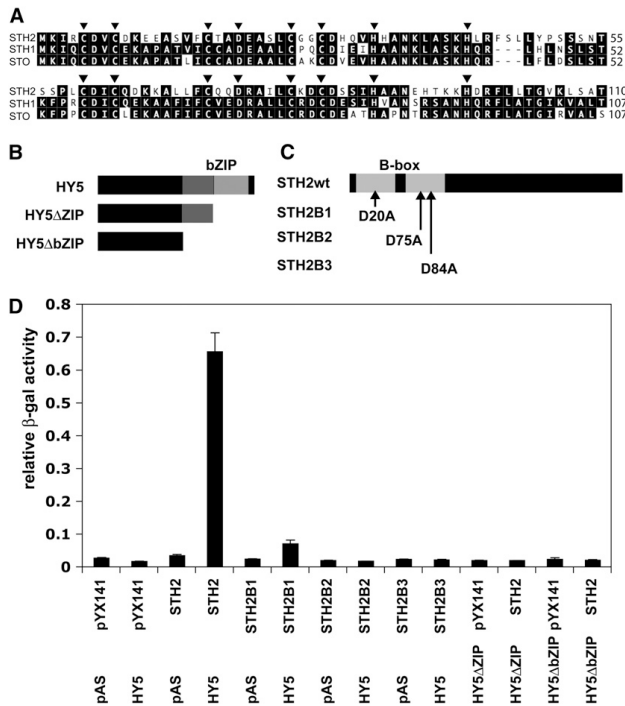 A
STH2 MKIRCDVCDKEEASVFCTADEASLCGGCDHQVHHANKLASKHLRFSLLYPSSSNT 55
STH1 MKIQCDVCEKAPATVICCADEAALCPQCDIEIHAANKLASKHQR---LHLNSLST 52
STO MKIQCDVCEKAPATLICCADEAALCAKCDVEVHAANKLASKHQR---LFLDSLST 52
STH2 SSPLCDICQDKKALLFCQQDRAILCKDCDSSIHAANEHTKKHDRFLLTGVKLSAT 110
STH1 KFPRCDICQEKAAFIFCVEDRALLCKDCDSSIHVANSRSANHQRFLATGIKVALT 107
STO KFPPCDICLEKAAFIFCVEDRALLCRDCDEATHAPNTRSANHQRFLATGIRVALS 107
B
bZIP
HY5
HY5ΔZIP
HY5ΔbZIP
C
B-box
STH2wt
STH2B1
D20A
STH2B2
D75A
STH2B3
D84A
D
relative β-gal activity
0.8
0.7
0.6
0.5
0.4
0.3
0.2
0.1
0
pYX141 pYX141 STH2 STH2 STH2B1 STH2B1 STH2B2 STH2B2 STH2B3 STH2B3 pYX141 STH2 pYX141 STH2
pAS HY5 pAS HY5 pAS HY5 pAS HY5 pAS HY5 HY5ΔZIP HY5ΔZIP HY5ΔbZIP HY5ΔbZIP